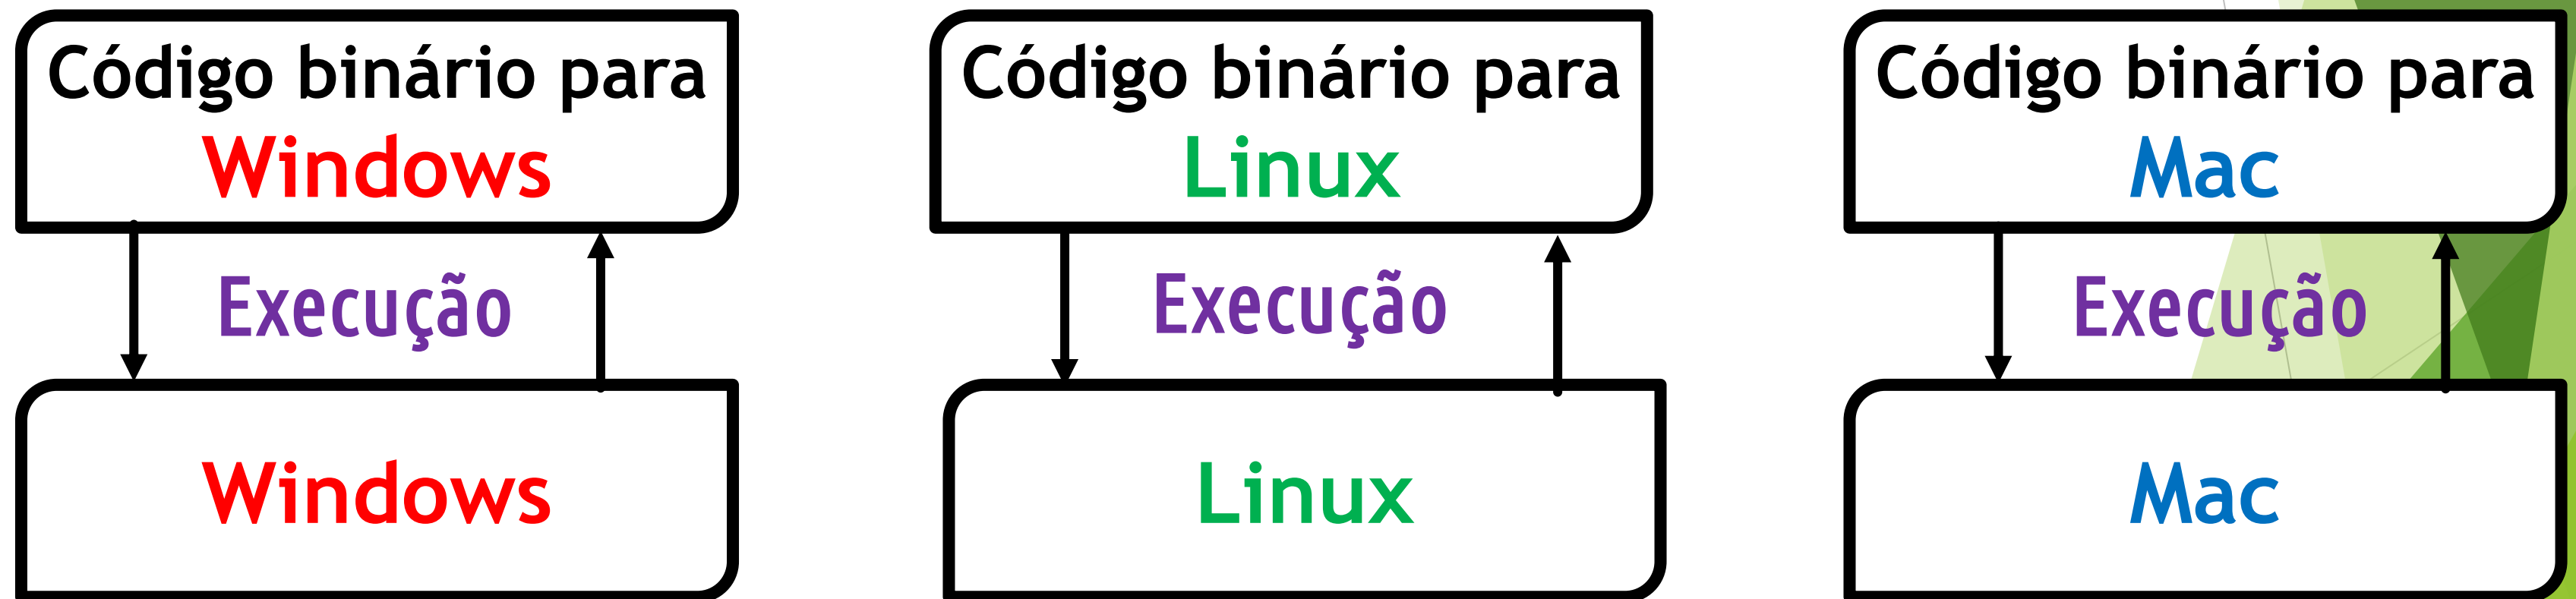 Código binário para
Windows
Execução
Windows
Código binário para
Linux
Execução
Linux
Código binário para
Mac
Execução
Mac